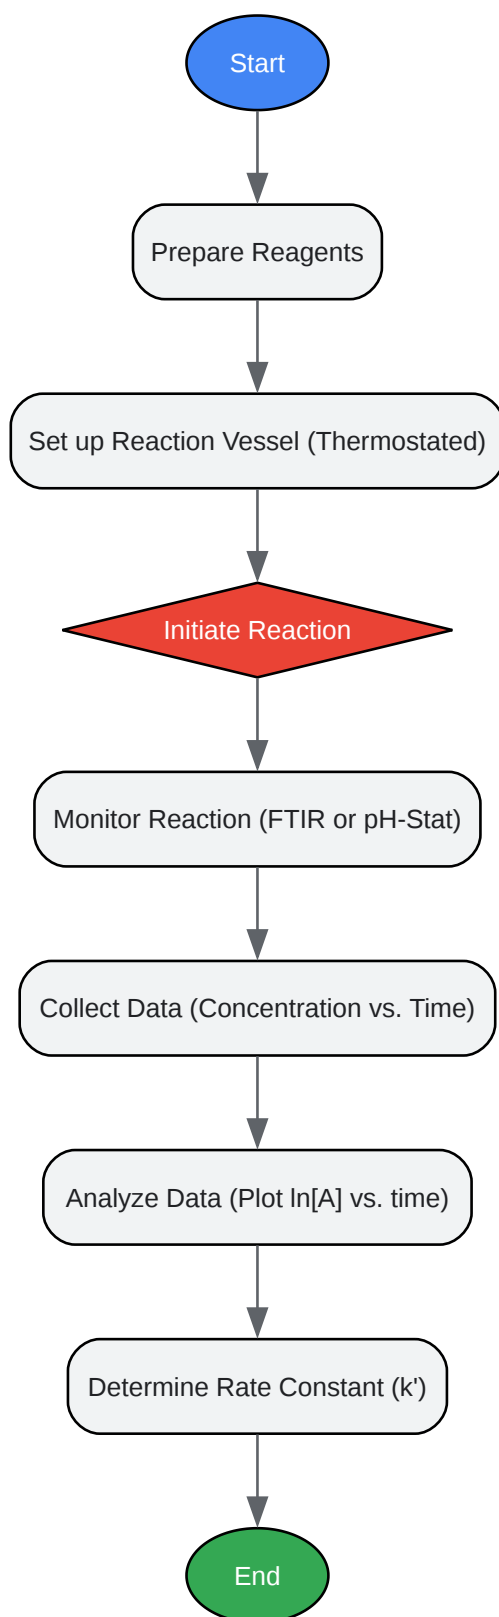 Start
Prepare Reagents
Set up Reaction Vessel (Thermostated)
Initiate Reaction
Monitor Reaction (FTIR or pH-Stat)
Collect Data (Concentration vs. Time)
Analyze Data (Plot ln[A] vs. time)
Determine Rate Constant (k')
End